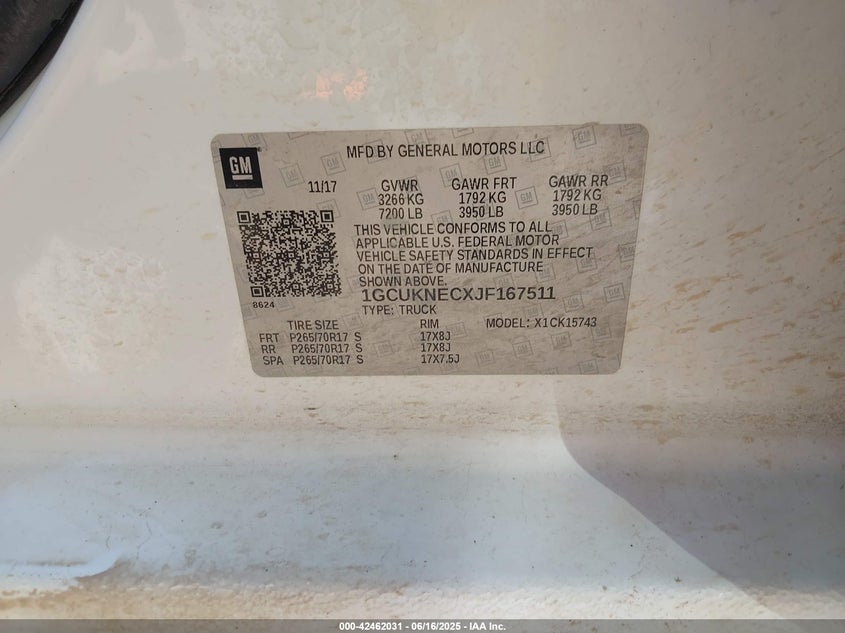 GM
MFD BY GENERAL MOTORS LLC
11/17 GVWR GAWR FRT GAWR RR
3266 KG 1792 KG 1792 KG
7200 LB 3950 LB 3950 LB
THIS VEHICLE CONFORMS TO ALL
APPLICABLE U.S. FEDERAL MOTOR
VEHICLE SAFETY STANDARDS IN EFFECT
ON THE DATE OF MANUFACTURE
SHOWN ABOVE.
8624
1GCUKNECXJF167511
TYPE: TRUCK
TIRE SIZE RIM MODEL: X1 CK15743
FRT P265/70R17 S 17X8J
RR P265/70R17 S 17X8J
SPA P265/70R17 S 17X7.5J
000-42462031 - 06/16/2025 - IAA Inc.